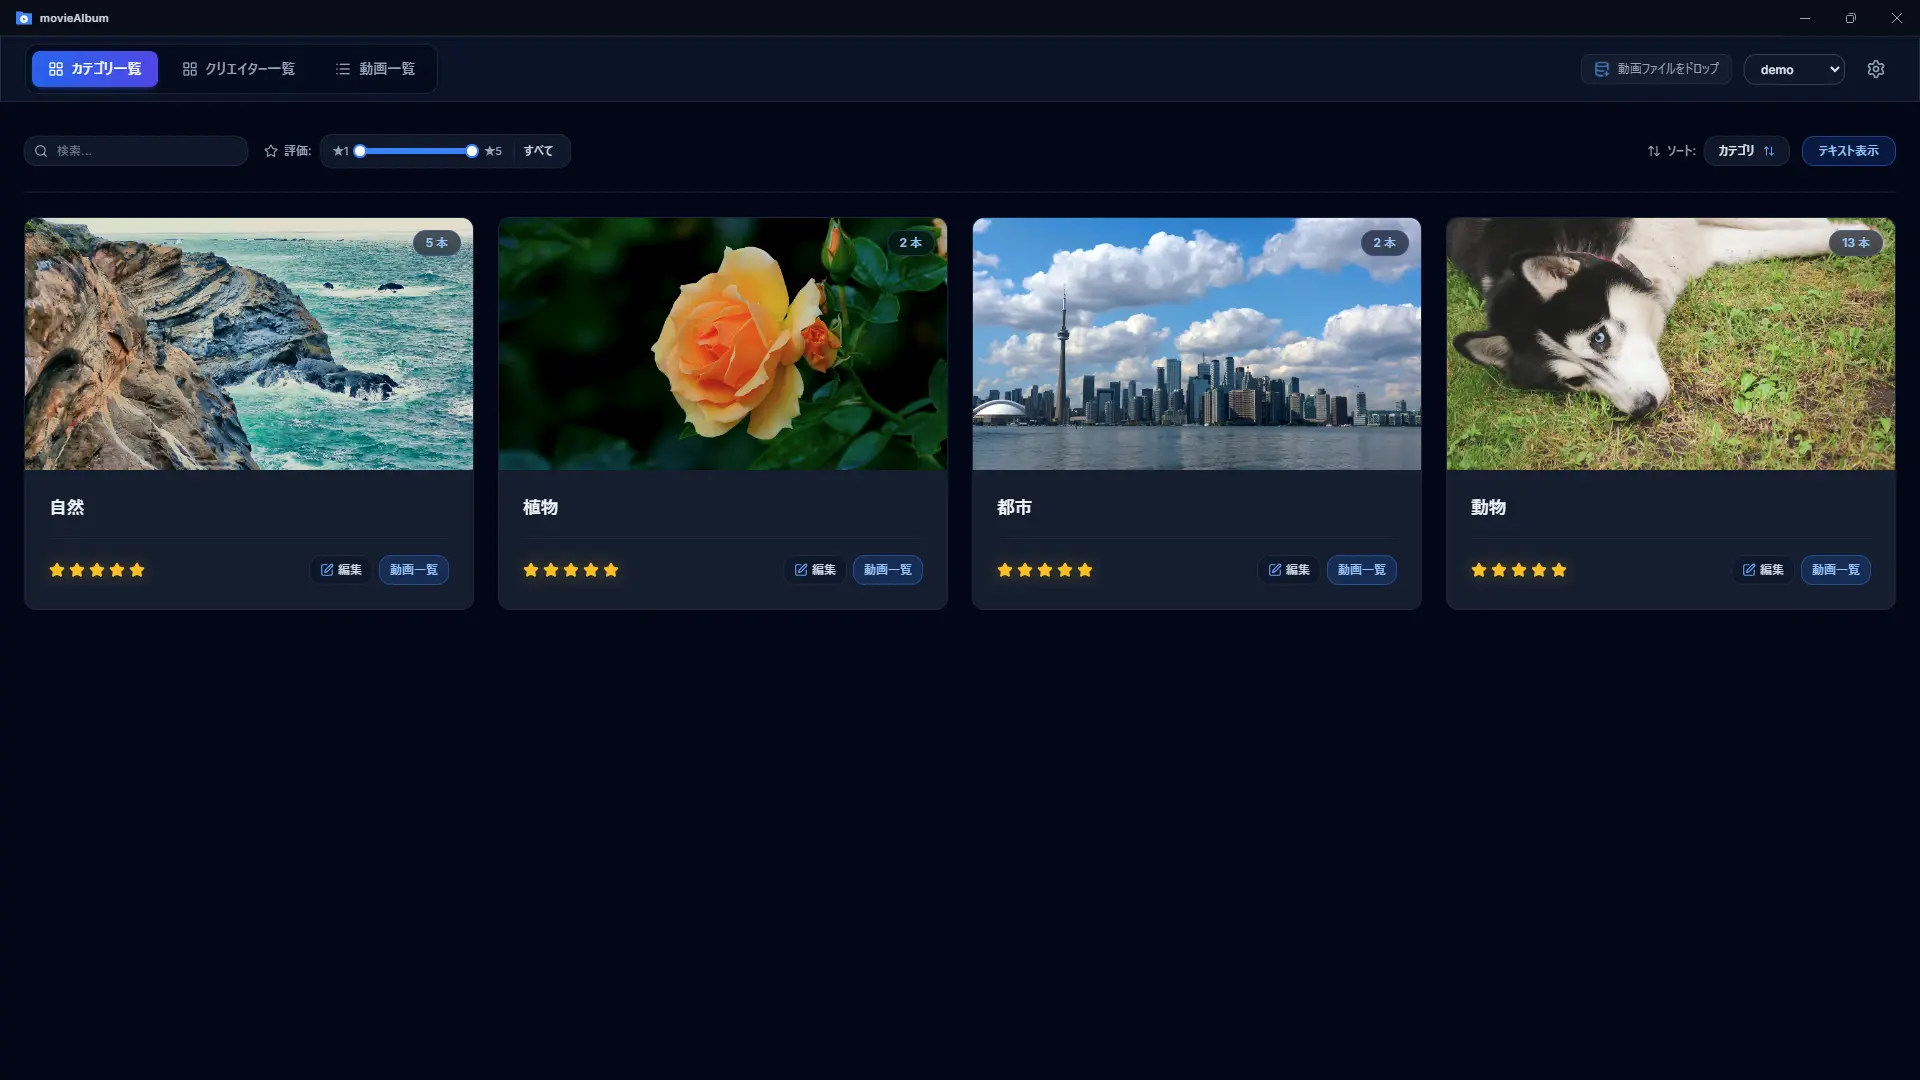 movieAlbum
カテゴリ一覧 クリエイター一覧 動画一覧 動画ファイルをドロップ demo
検索... 評価: ★1 ★5 すべて ソート: カテゴリ テキスト表示
5 本 2 本 2 本 13 本
自然 植物 都市 動物
編集 動画一覧 編集 動画一覧 編集 動画一覧 編集 動画一覧